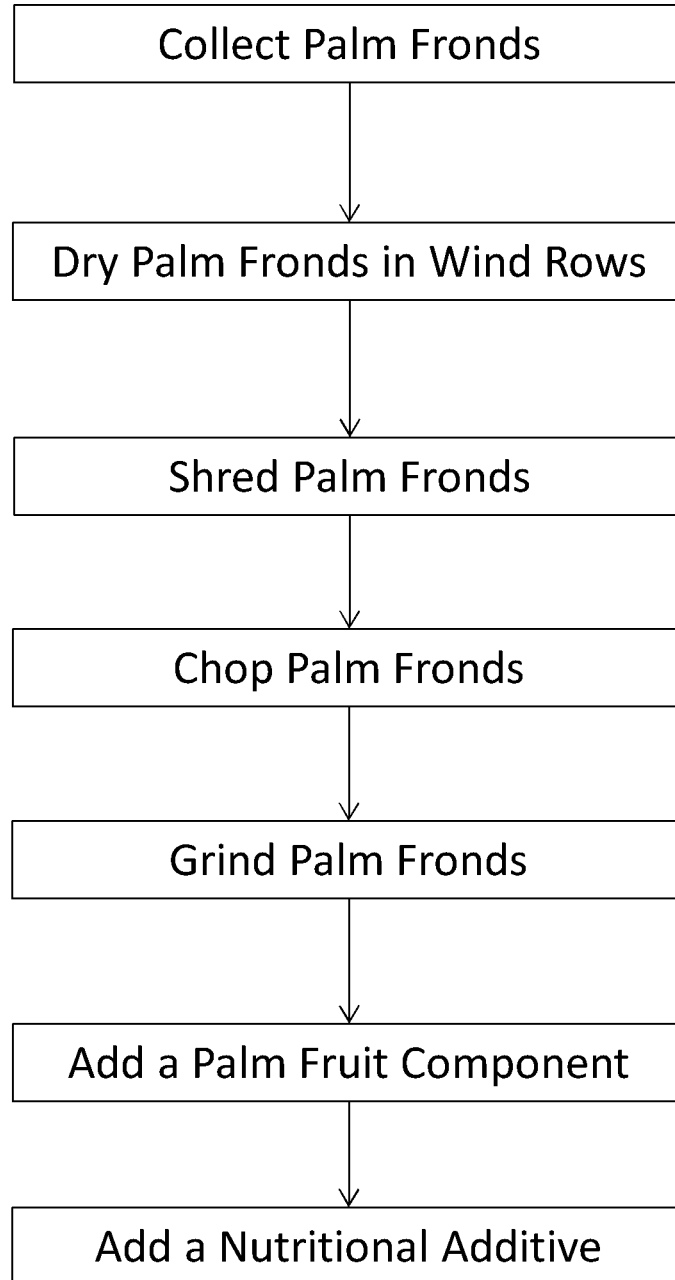 Collect Palm Fronds
Dry Palm Fronds in Wind Rows
Shred Palm Fronds
Chop Palm Fronds
Grind Palm Fronds
Add a Palm Fruit Component
Add a Nutritional Additive